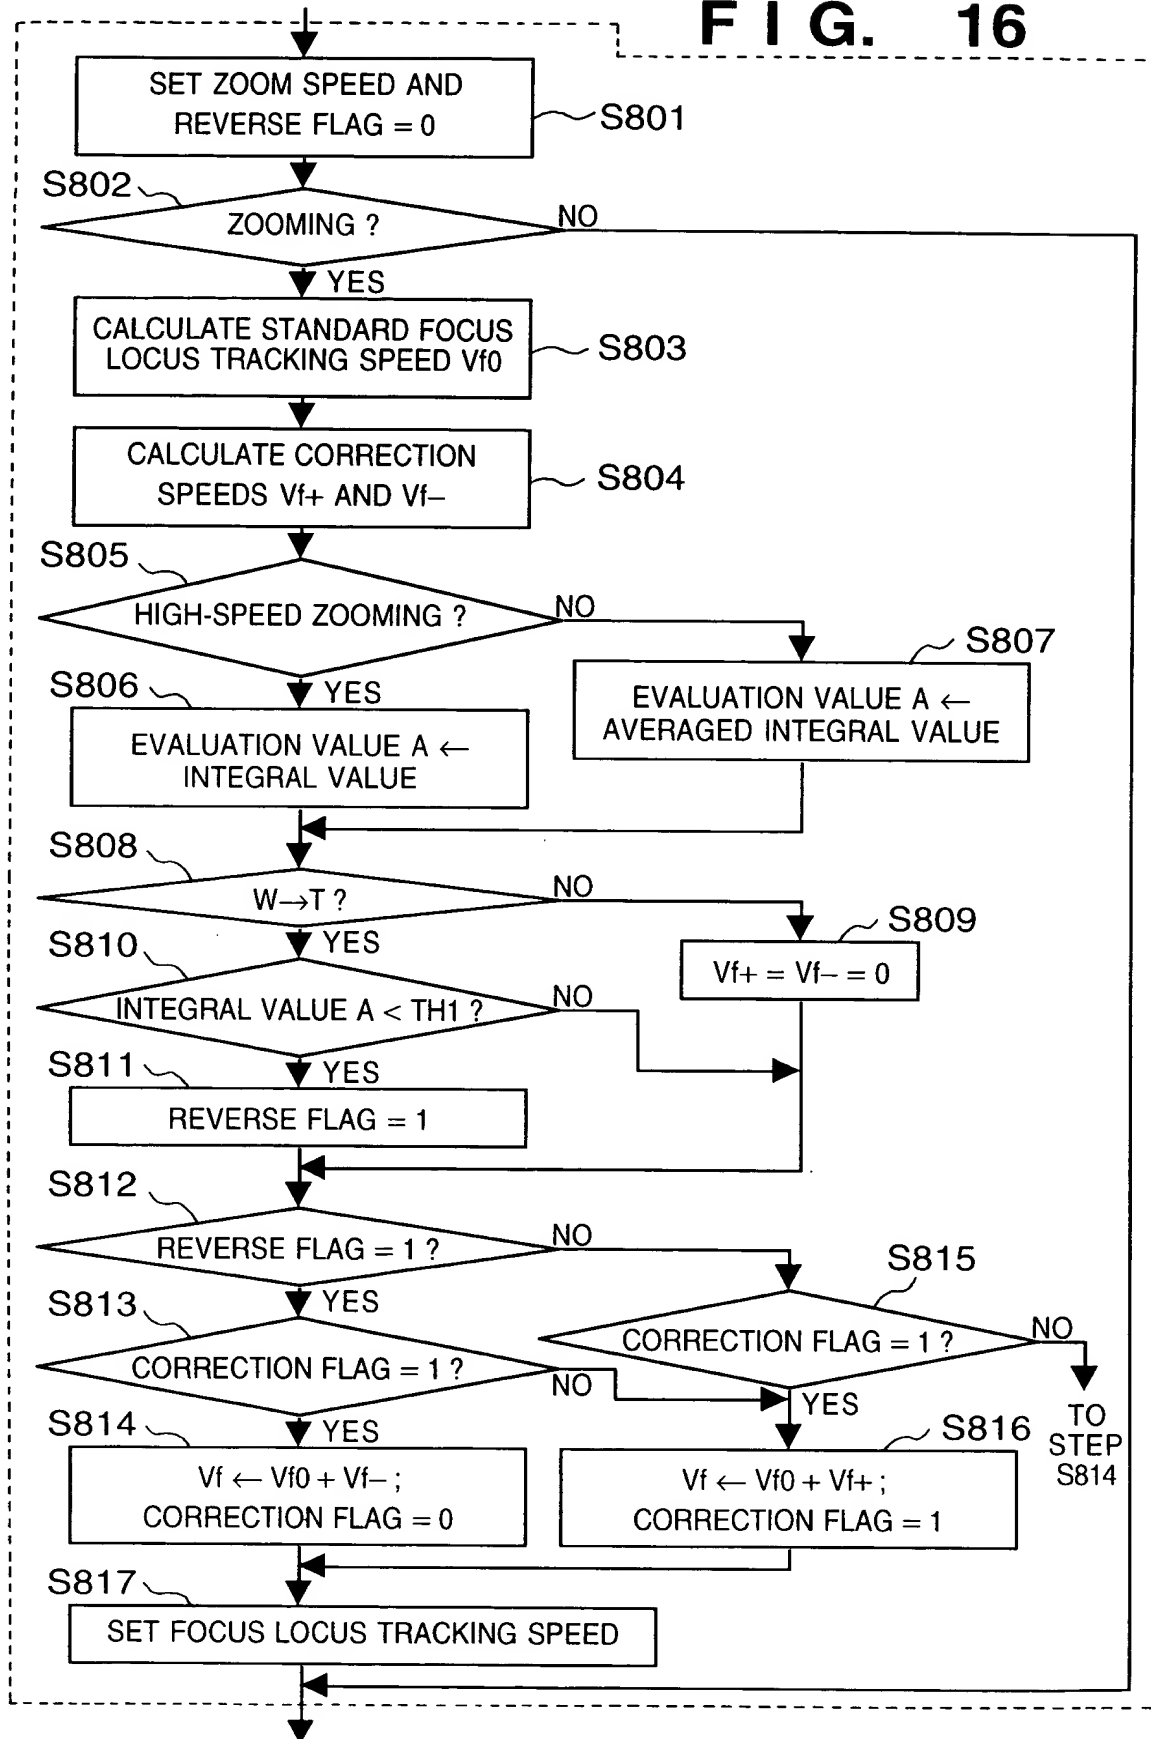 FIG. 16
SET ZOOM SPEED AND
REVERSE FLAG = 0
S801
S802
ZOOMING ?
NO
YES
CALCULATE STANDARD FOCUS
LOCUS TRACKING SPEED Vf0
S803
CALCULATE CORRECTION
SPEEDS Vf+ AND Vf−
S804
S805
HIGH-SPEED ZOOMING ?
NO
YES
S806
EVALUATION VALUE A ←
INTEGRAL VALUE
S807
EVALUATION VALUE A ←
AVERAGED INTEGRAL VALUE
S808
W→T ?
NO
YES
S809
Vf+ = Vf− = 0
S810
INTEGRAL VALUE A < TH1 ?
NO
YES
S811
REVERSE FLAG = 1
S812
REVERSE FLAG = 1 ?
NO
YES
S813
CORRECTION FLAG = 1 ?
NO
YES
S815
CORRECTION FLAG = 1 ?
NO
YES
TO
STEP
S814
S814
Vf ← Vf0 + Vf− ;
CORRECTION FLAG = 0
S816
Vf ← Vf0 + Vf+ ;
CORRECTION FLAG = 1
S817
SET FOCUS LOCUS TRACKING SPEED